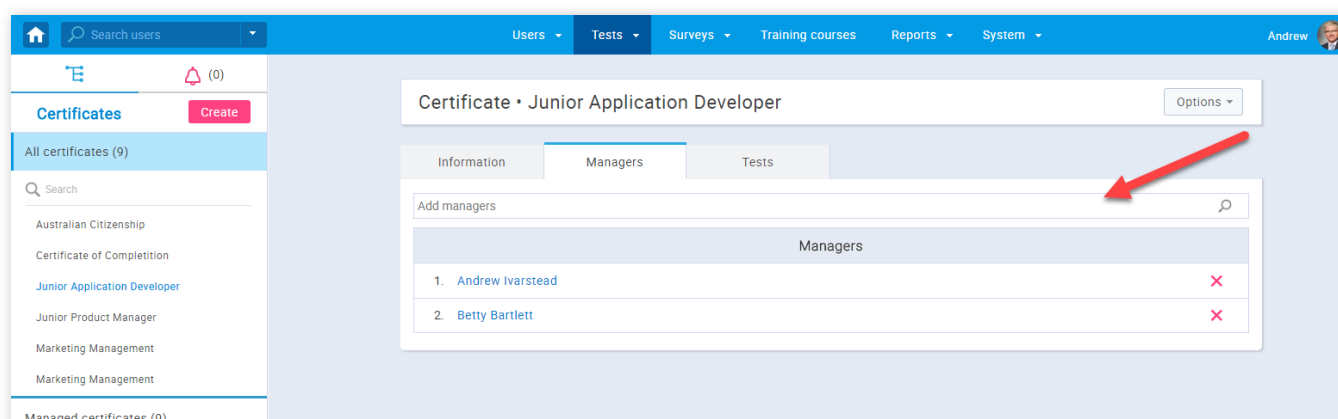 Search users
Users
Tests
Surveys
Training courses
Reports
System
Andrew
(0)
Certificates
Create
All certificates (9)
Search
Australian Citizenship
Certificate of Completition
Junior Application Developer
Junior Product Manager
Marketing Management
Marketing Management
Managed certificates (9)
Certificate • Junior Application Developer
Options
Information
Managers
Tests
Add managers
Managers
1. Andrew Ivarstead
2. Betty Bartlett